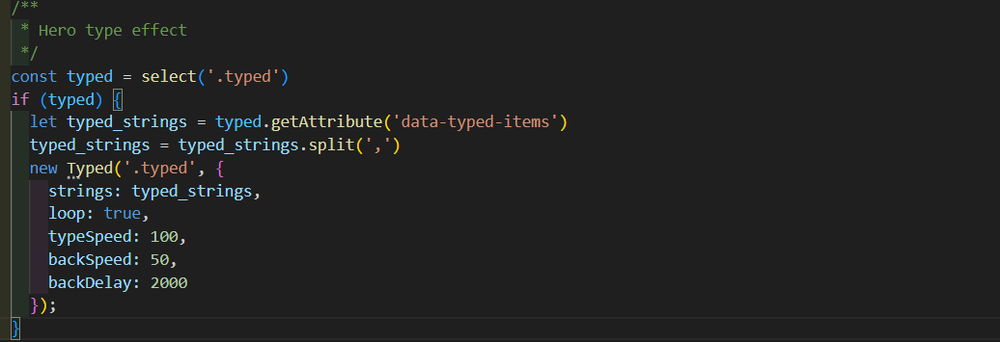 /**
 * Hero type effect
 */
const typed = select('.typed')
if (typed) {
  let typed_strings = typed.getAttribute('data-typed-items')
  typed_strings = typed_strings.split(',')
  new Typed('.typed', {
    strings: typed_strings,
    loop: true,
    typeSpeed: 100,
    backSpeed: 50,
    backDelay: 2000
  });
}